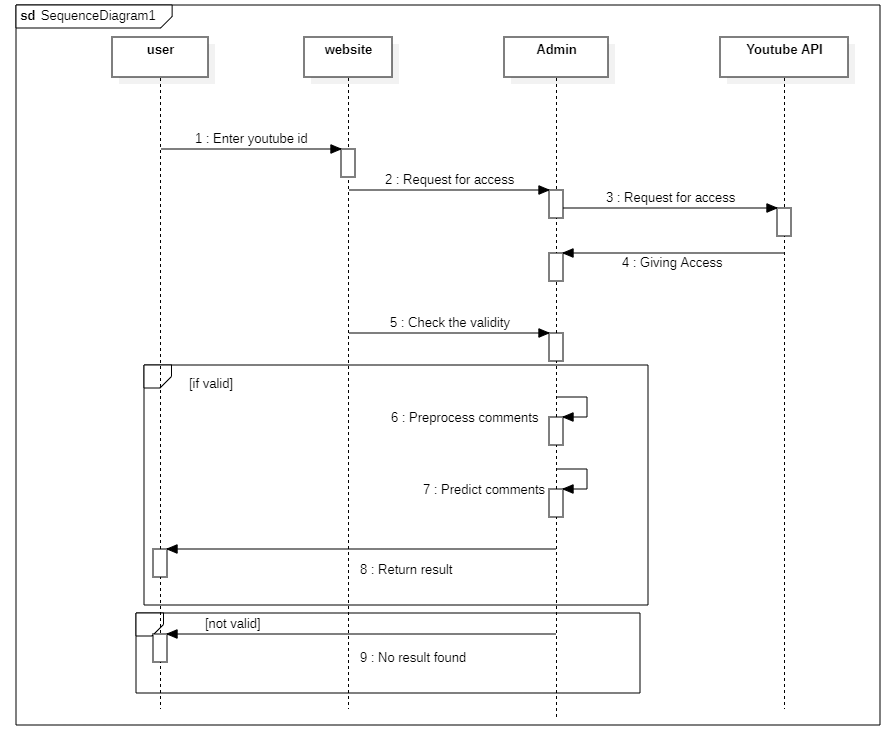 sd SequenceDiagram1
user
website
Admin
Youtube API
1 : Enter youtube id
2 : Request for access
3 : Request for access
4 : Giving Access
5 : Check the validity
[if valid]
6 : Preprocess comments
7 : Predict comments
8 : Return result
[not valid]
9 : No result found